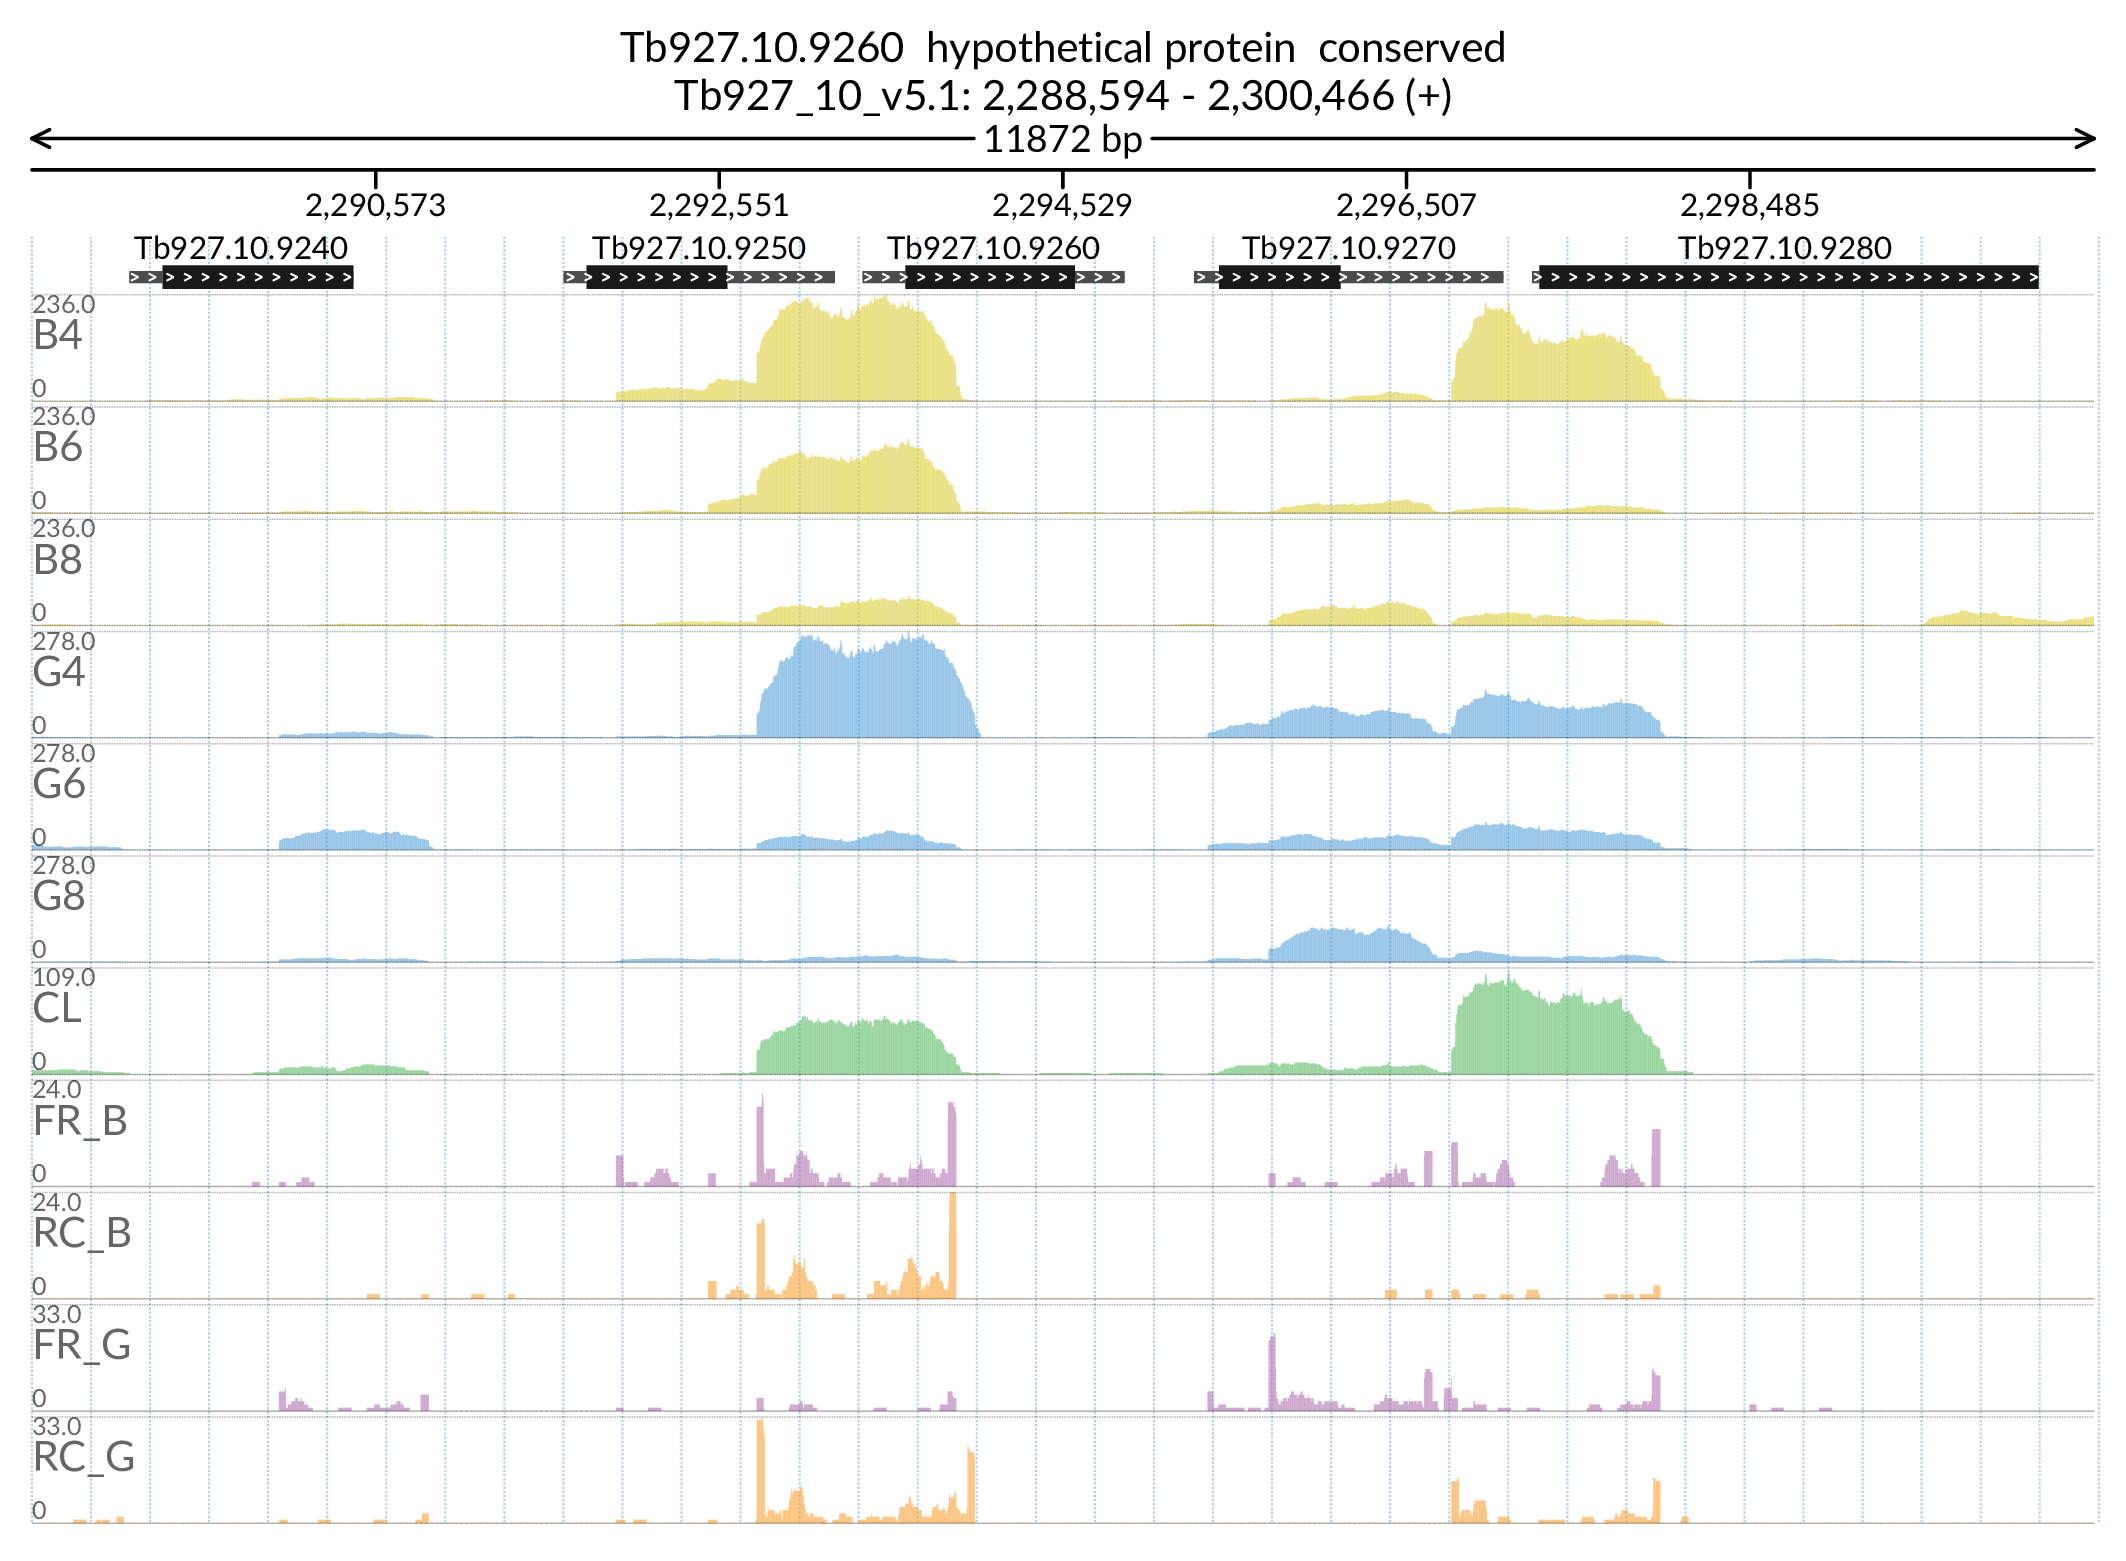 Tb927.10.9260 hypothetical protein conserved
Tb927_10_v5.1: 2,288,594 - 2,300,466 (+)
11872 bp
2,290,573 2,292,551 2,294,529 2,296,507 2,298,485
Tb927.10.9240 Tb927.10.9250 Tb927.10.9260 Tb927.10.9270 Tb927.10.9280
236.0
B4
0
236.0
B6
0
236.0
B8
0
278.0
G4
0
278.0
G6
0
278.0
G8
0
109.0
CL
0
24.0
FR_B
0
24.0
RC_B
0
33.0
FR_G
0
33.0
RC_G
0